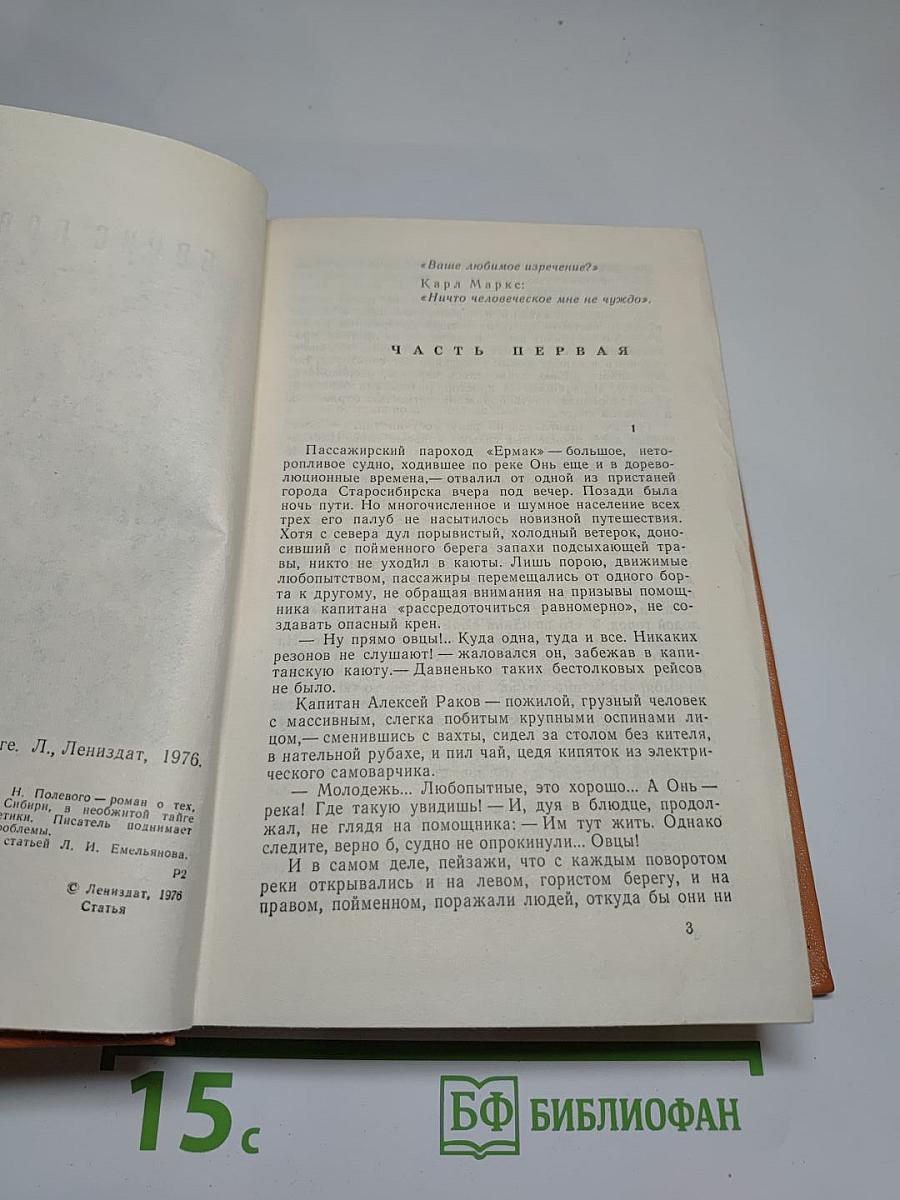 ге. Л., Лениздат, 1976.
Н. Полевого — роман о тех,
Сибири, в необжитой тайге
етики. Писатель поднимает
роблемы.
статьей Л. И. Емельянова.
Р2
© Лениздат, 1976
Статья
«Ваше любимое изречение?»
Карл Маркс:
«Ничто человеческое мне не чуждо».
ЧАСТЬ ПЕРВАЯ
1
Пассажирский пароход «Ермак» — большое, нето-
ропливое судно, ходившее по реке Онь еще и в дорево-
люционные времена,— отвалил от одной из пристаней
города Старосибирска вчера под вечер. Позади была
ночь пути. Но многочисленное и шумное население всех
трех его палуб не насытилось новизной путешествия.
Хотя с севера дул порывистый, холодный ветерок, доно-
сивший с пойменного берега запахи подсыхающей тра-
вы, никто не уходил в каюты. Лишь порою, движимые
любопытством, пассажиры перемещались от одного бор-
та к другому, не обращая внимания на призывы помощ-
ника капитана «рассредоточиться равномерно», не со-
здавать опасный крен.
— Ну прямо овцы!.. Куда одна, туда и все. Никаких
резонов не слушают! — жаловался он, забежав в капи-
танскую каюту.— Давненько таких бестолковых рейсов
не было.
Капитан Алексей Раков — пожилой, грузный человек
с массивным, слегка побитым крупными оспинами ли-
цом,— сменившись с вахты, сидел за столом без кителя,
в нательной рубахе, и пил чай, цедя кипяток из электри-
ческого самоварчика.
— Молодежь... Любопытные, это хорошо... А Онь —
река! Где такую увидишь! — И, дуя в блюдце, продол-
жал, не глядя на помощника: — Им тут жить. Однако
следите, верно б, судно не опрокинули... Овцы!
И в самом деле, пейзажи, что с каждым поворотом
реки открывались и на левом, гористом берегу, и на
правом, пойменном, поражали людей, откуда бы они ни
3
15 с
БФ БИБЛИОФАН